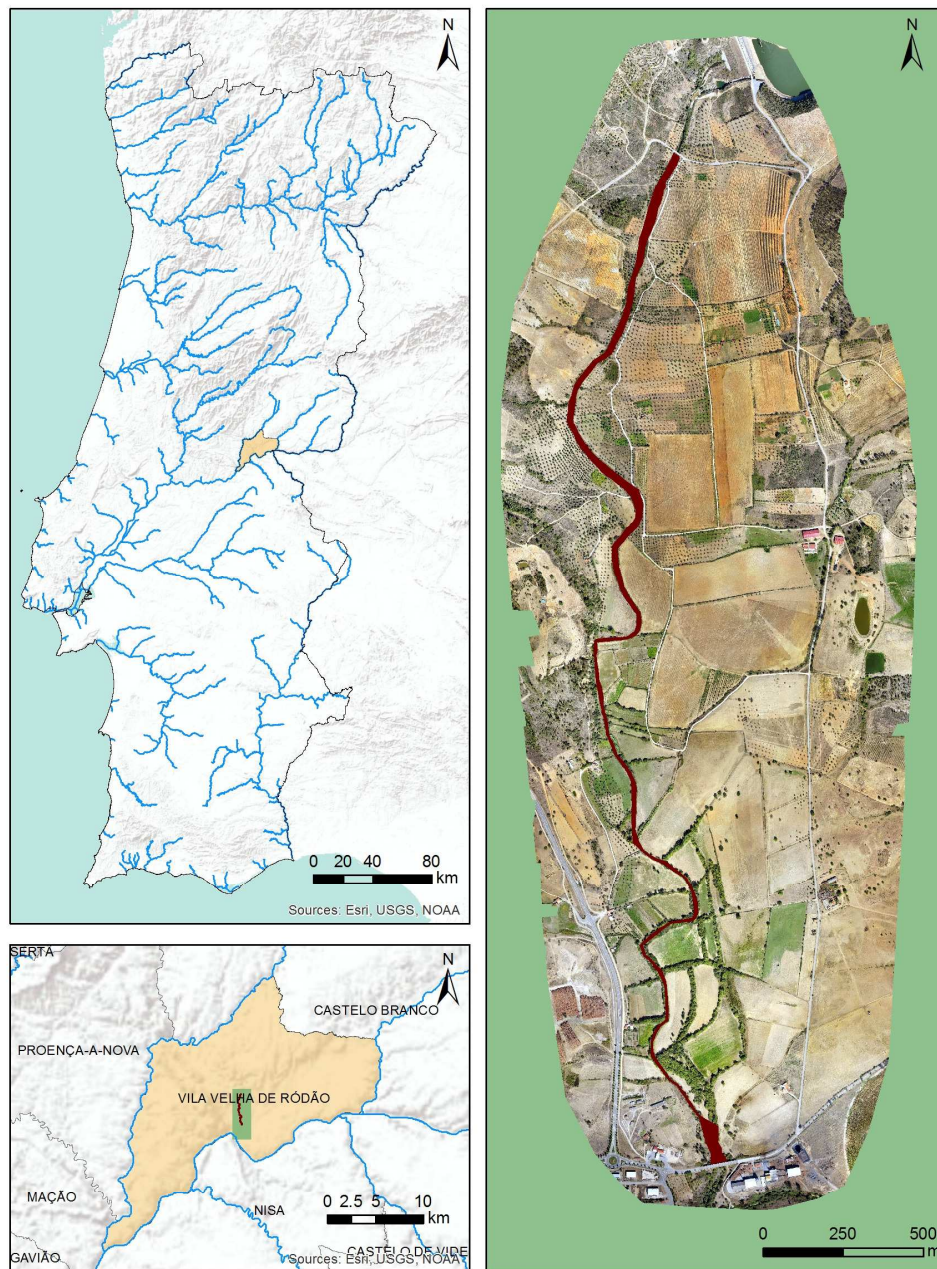 N
0 20 40 80
km
Sources: Esri, USGS, NOAA
N
SERTA
CASTELO BRANCO
PROENÇA-A-NOVA
VILA VELHA DE RÓDÃO
MAÇÃO
NISA
0 2.5 5 10
km
GAVIÃO
CASTELO DE VIDE
Sources: Esri, USGS, NOAA
N
0 250 500
m